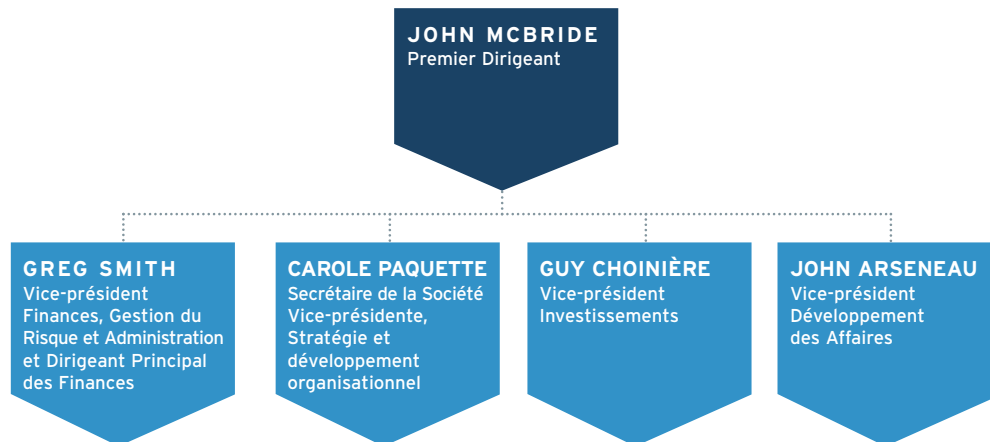 JOHN MCBRIDE
Premier Dirigeant
GREG SMITH
Vice-président
Finances, Gestion du
Risque et Administration
et Dirigeant Principal
des Finances
CAROLE PAQUETTE
Secrétaire de la Société
Vice-présidente,
Stratégie et
développement
organisationnel
GUY CHOINIÈRE
Vice-président
Investissements
JOHN ARSENEAU
Vice-président
Développement
des Affaires